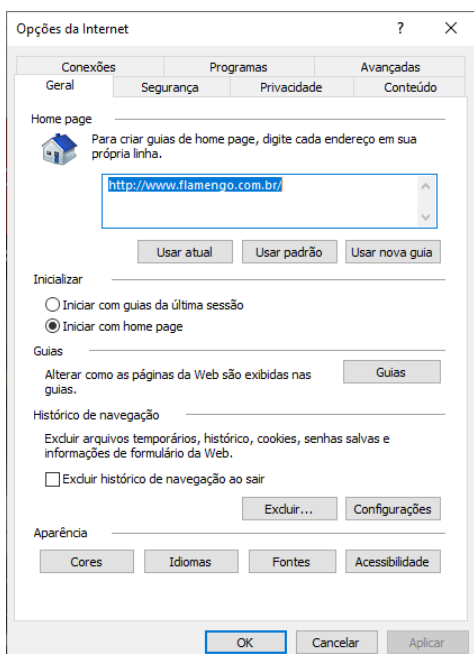 Opções da Internet
?
Conexões
Programas
Avançadas
Geral
Segurança
Privacidade
Conteúdo
Home page
Para criar guias de home page, digite cada endereço em sua
própria linha.
http://www.flamengo.com.br/
Usar atual
Usar padrão
Usar nova guia
Inicializar
Iniciar com guias da última sessão
Iniciar com home page
Guias
Alterar como as páginas da Web são exibidas nas
guias.
Guias
Histórico de navegação
Excluir arquivos temporários, histórico, cookies, senhas salvas e
informações de formulário da Web.
Excluir histórico de navegação ao sair
Excluir...
Configurações
Aparência
Cores
Idiomas
Fontes
Acessibilidade
OK
Cancelar
Aplicar